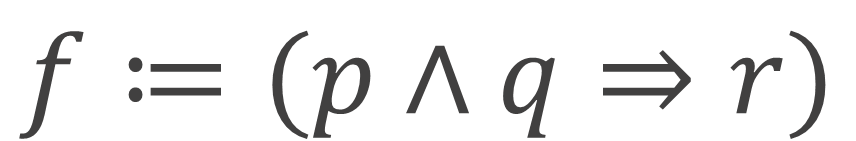 f ≔ (p ∧ q ⇒ r)